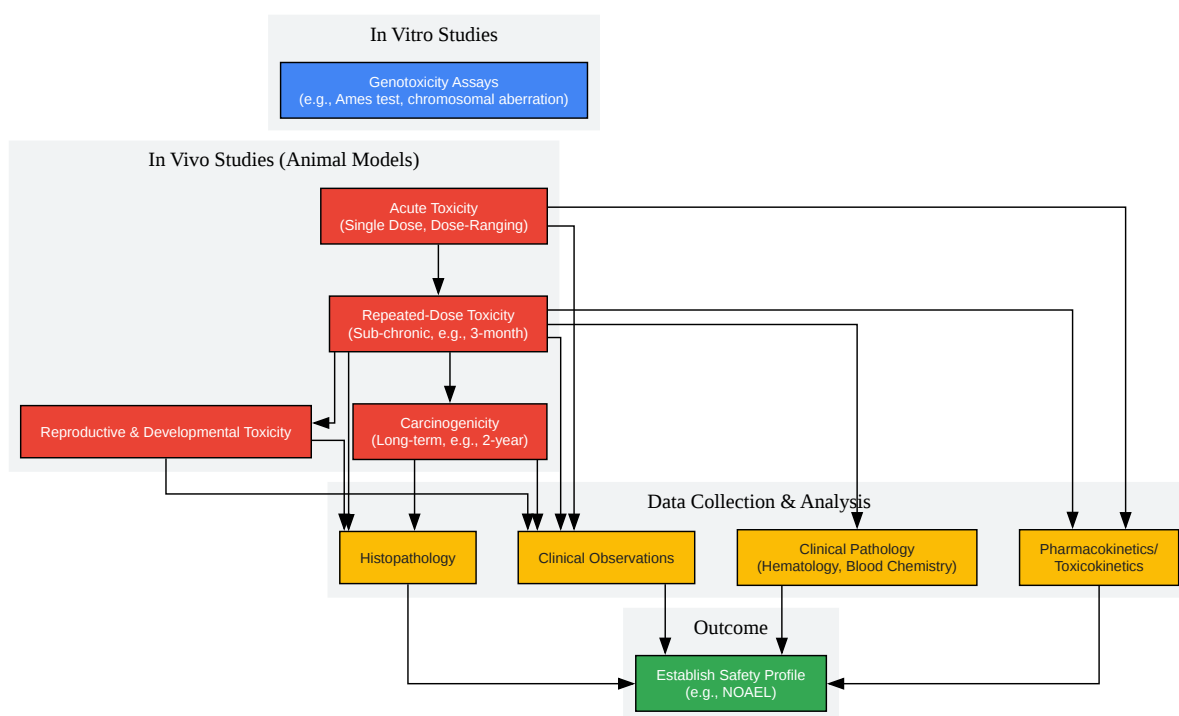 In Vitro Studies
Genotoxicity Assays
(e.g., Ames test, chromosomal aberration)
In Vivo Studies (Animal Models)
Acute Toxicity
(Single Dose, Dose-Ranging)
Repeated-Dose Toxicity
(Sub-chronic, e.g., 3-month)
Reproductive & Developmental Toxicity
Carcinogenicity
(Long-term, e.g., 2-year)
Data Collection & Analysis
Histopathology
Clinical Observations
Clinical Pathology
(Hematology, Blood Chemistry)
Pharmacokinetics/
Toxicokinetics
Outcome
Establish Safety Profile
(e.g., NOAEL)